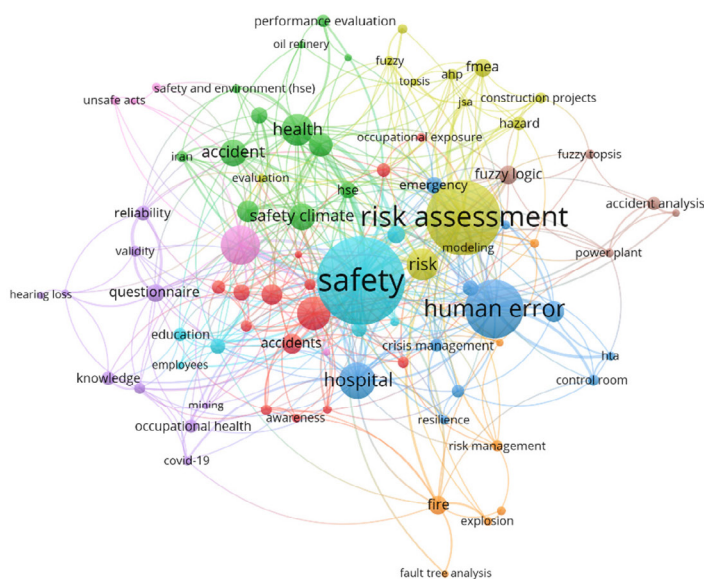 performance evaluation
oil refinery
fuzzy
fmea
topsis
ahp
safety and environment (hse)
unsafe acts
jsa
construction projects
health
hazard
occupational exposure
accident
iran
fuzzy topsis
evaluation
fuzzy logic
emergency
hse
accident analysis
reliability
safety climate
risk assessment
modeling
validity
power plant
risk
safety
hearing loss
questionnaire
human error
education
accidents
crisis management
hta
employees
knowledge
hospital
control room
mining
awareness
resilience
occupational health
risk management
covid-19
fire
explosion
fault tree analysis